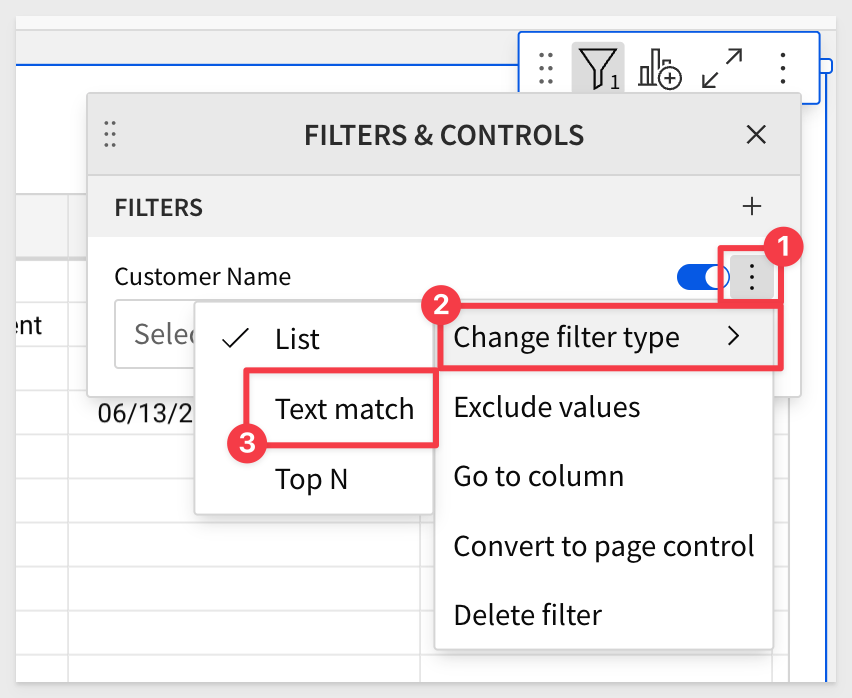 1
FILTERS & CONTROLS
FILTERS
1
Customer Name
2
Selec
List
Change filter type
ent
Text match
Exclude values
06/13/2
3
Top N
Go to column
Convert to page control
Delete filter